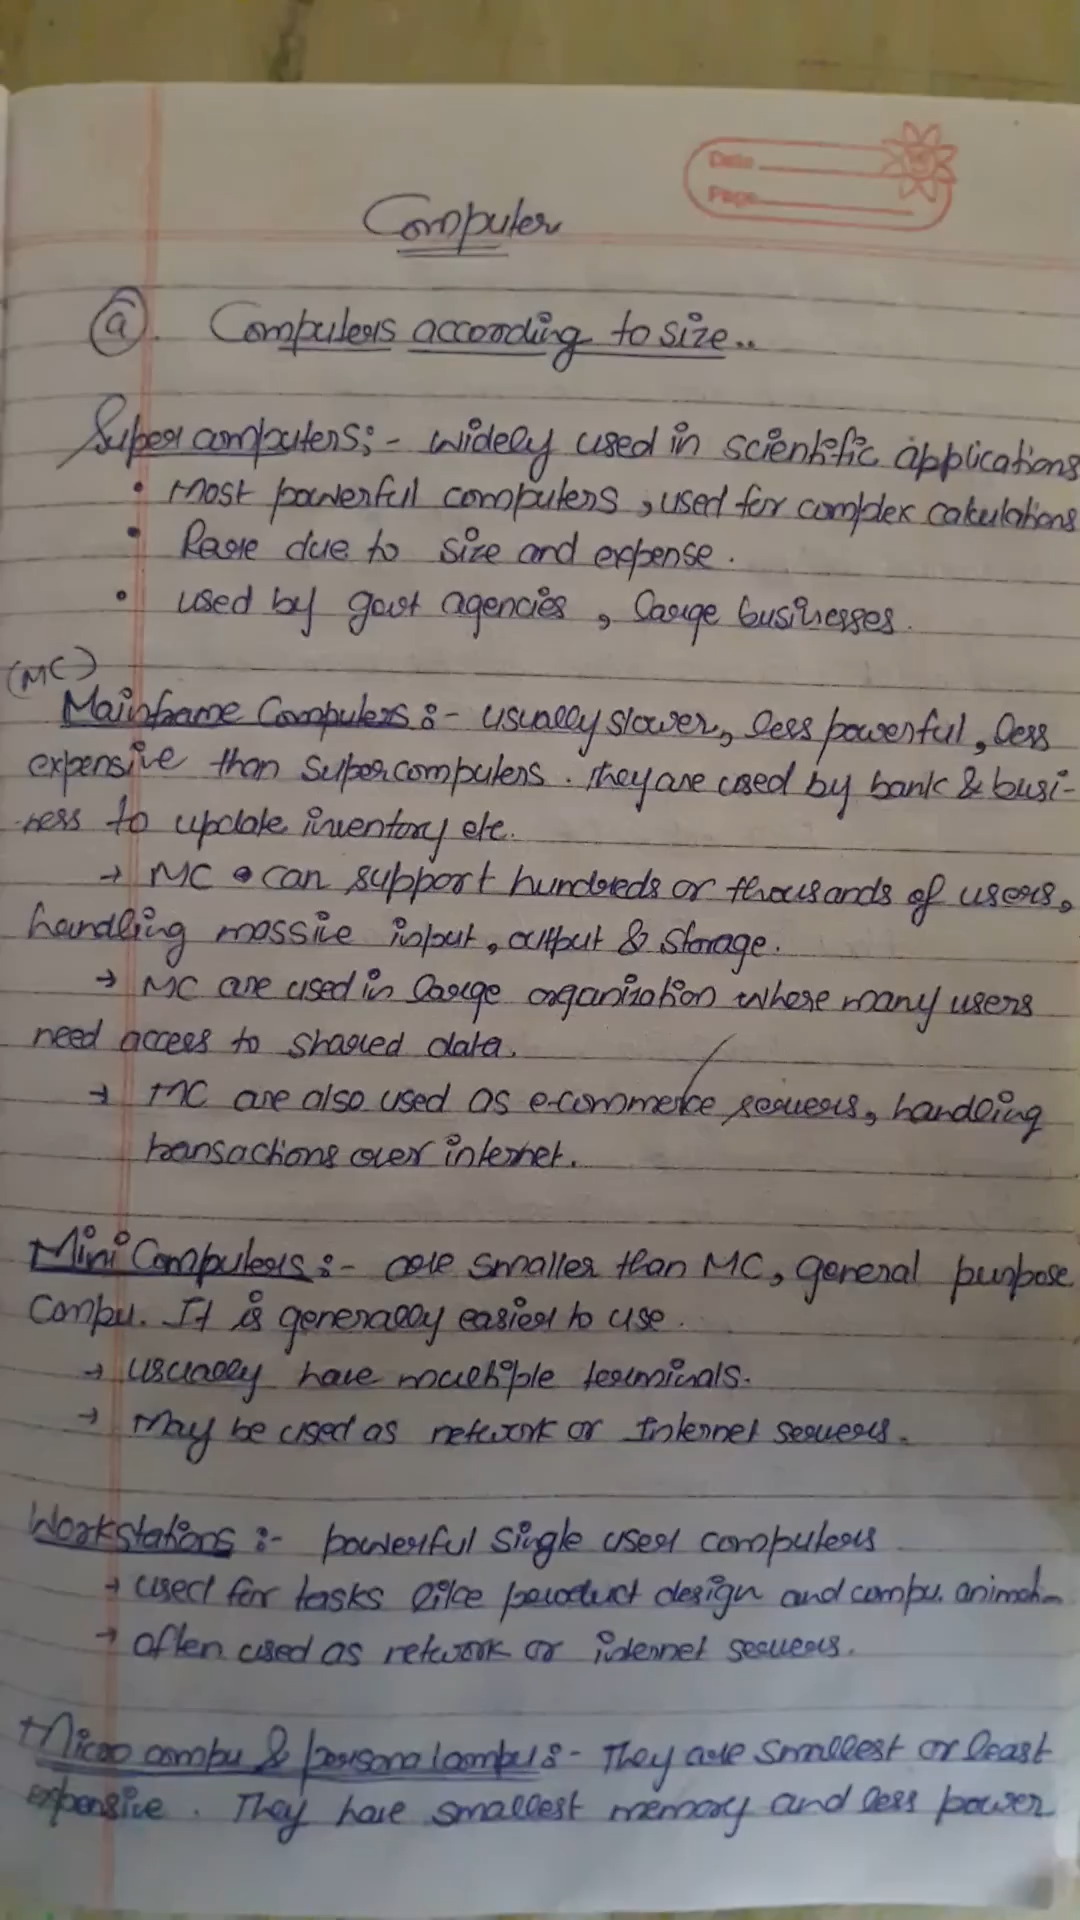 Date
Page
Computer
(a). Computers according to size..
Supercomputers:- widely used in scientific applications
• Most powerful computers, used for complex calculations
• Rare due to size and expense.
• used by govt agencies, large businesses.
(MC)
Mainframe Computers :- usually slower, less powerful, less
expensive than supercomputers. They are used by bank & busi-
ness to update inventory etc.
→ MC can support hundreds or thousands of users,
handling massive input, output & storage.
→ MC are used in large organization where many users
need access to shared data.
→ MC are also used as e-commerce servers, handling
transactions over internet.
Mini Computers :- are smaller than MC, general purpose
Compu. It is generally easier to use.
→ usually have multiple terminals.
→ May be used as network or Internet servers.
Workstations :- powerful single user computers
→ used for tasks like product design and compu. animation
→ often used as network or internet servers.
Micro compu & personal compu :- They are smallest or least
expensive. They have smallest memory and less power